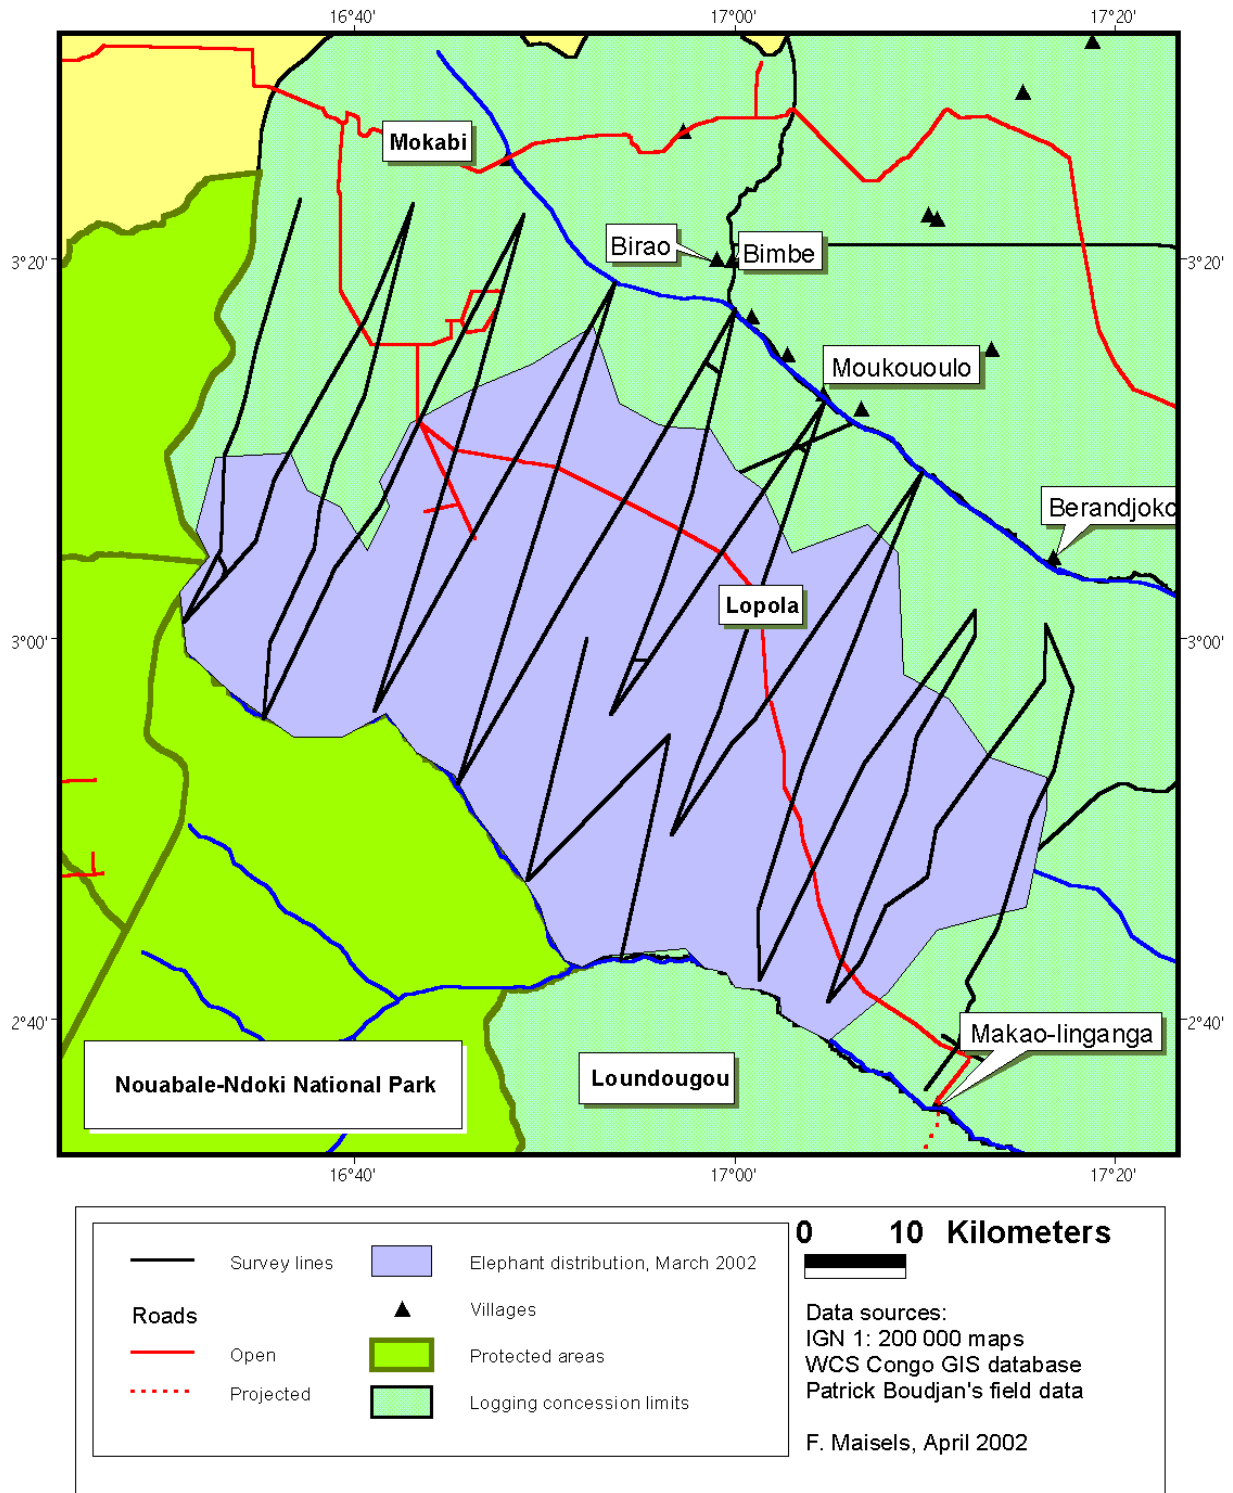 16°40'
17°00'
17°20'
Mokabi
Birao
Bimbe
3°20'
3°20'
Moukououlo
Berandjoko
Lopola
3°00'
3°00'
2°40'
2°40'
Makao-linganga
Nouabale-Ndoki National Park
Loundougou
16°40'
17°00'
17°20'
0 10 Kilometers
Survey lines
Elephant distribution, March 2002
Roads
Villages
Open
Protected areas
Projected
Logging concession limits
Data sources:
IGN 1: 200 000 maps
WCS Congo GIS database
Patrick Boudjan's field data
F. Maisels, April 2002